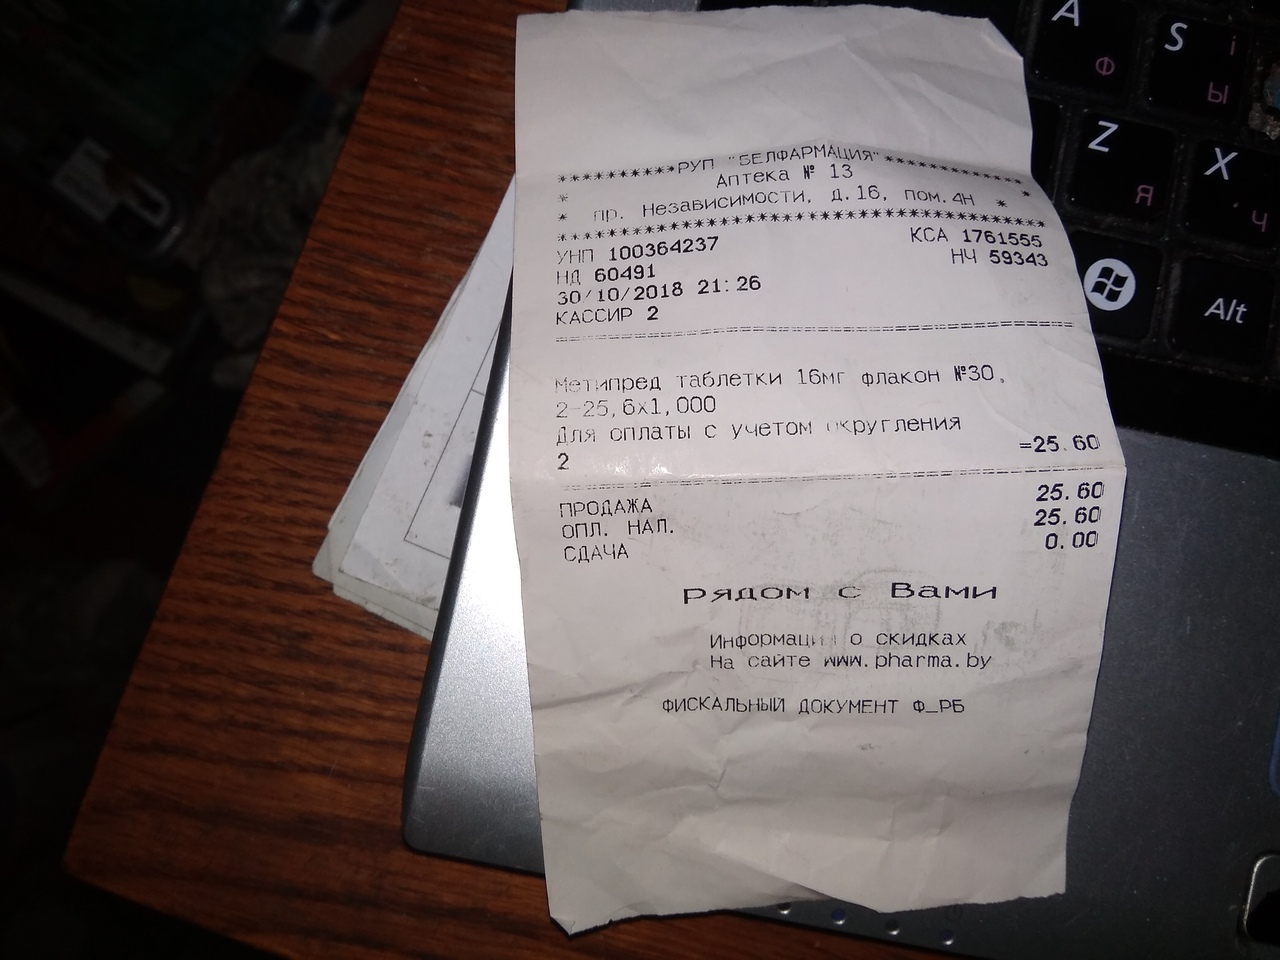 *********РУП "БЕЛФАРМАЦИЯ"************
* Аптека № 13 *
* пр. Независимости, д.16, пом.4Н *
УНП 100364237 КСА 1761555
НД 60491 НЧ 59343
30/10/2018 21:26
КАССИР 2
Метипред таблетки 16мг флакон №30,
2-25,6x1,000
Для оплаты с учетом округления
2 =25.60
ПРОДАЖА 25.60
ОПЛ. НАЛ. 25.60
СДАЧА 0.00
рядом с Вами
Информаци о скидках
На сайте www.pharma.by
ФИСКАЛЬНЫЙ ДОКУМЕНТ Ф_РБ
A Ф
S І Ы
Z Я
X Ч
Alt